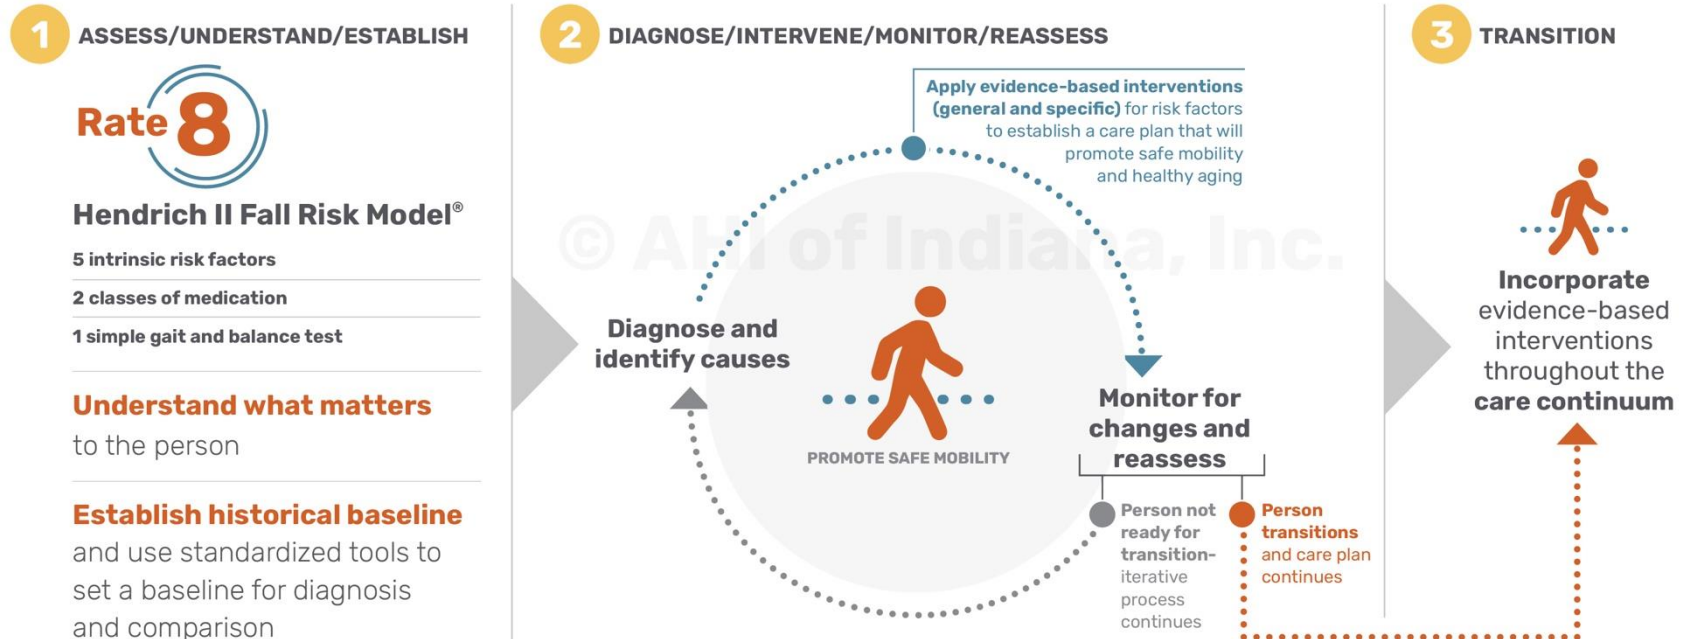 1 ASSESS/UNDERSTAND/ESTABLISH
Rate 8
Hendrich II Fall Risk Model®
5 intrinsic risk factors
2 classes of medication
1 simple gait and balance test
Understand what matters
to the person
Establish historical baseline
and use standardized tools to
set a baseline for diagnosis
and comparison
2 DIAGNOSE/INTERVENE/MONITOR/REASSESS
Apply evidence-based interventions
(general and specific) for risk factors
to establish a care plan that will
promote safe mobility
and healthy aging
© AHI of Indiana, Inc.
Diagnose and
identify causes
PROMOTE SAFE MOBILITY
Monitor for
changes and
reassess
Person not
ready for
transition-
iterative
process
continues
Person
transitions
and care plan
continues
3 TRANSITION
Incorporate
evidence-based
interventions
throughout the
care continuum